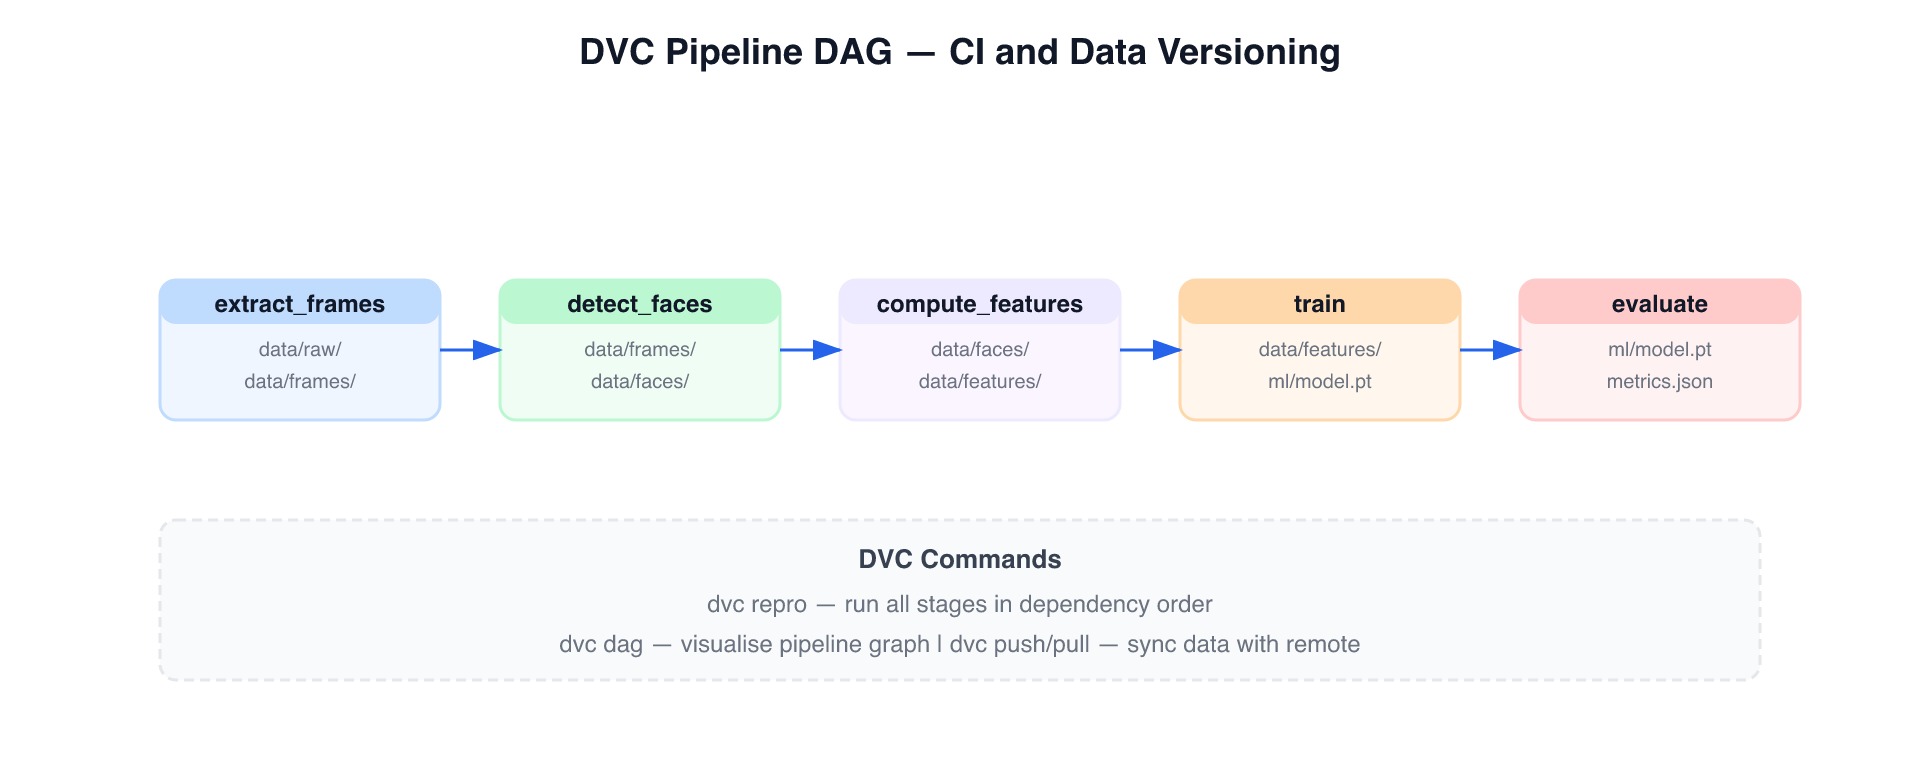 DVC Pipeline DAG — CI and Data Versioning
extract_frames
data/raw/
data/frames/
detect_faces
data/frames/
data/faces/
compute_features
data/faces/
data/features/
train
data/features/
ml/model.pt
evaluate
ml/model.pt
metrics.json
DVC Commands
dvc repro — run all stages in dependency order
dvc dag — visualise pipeline graph | dvc push/pull — sync data with remote